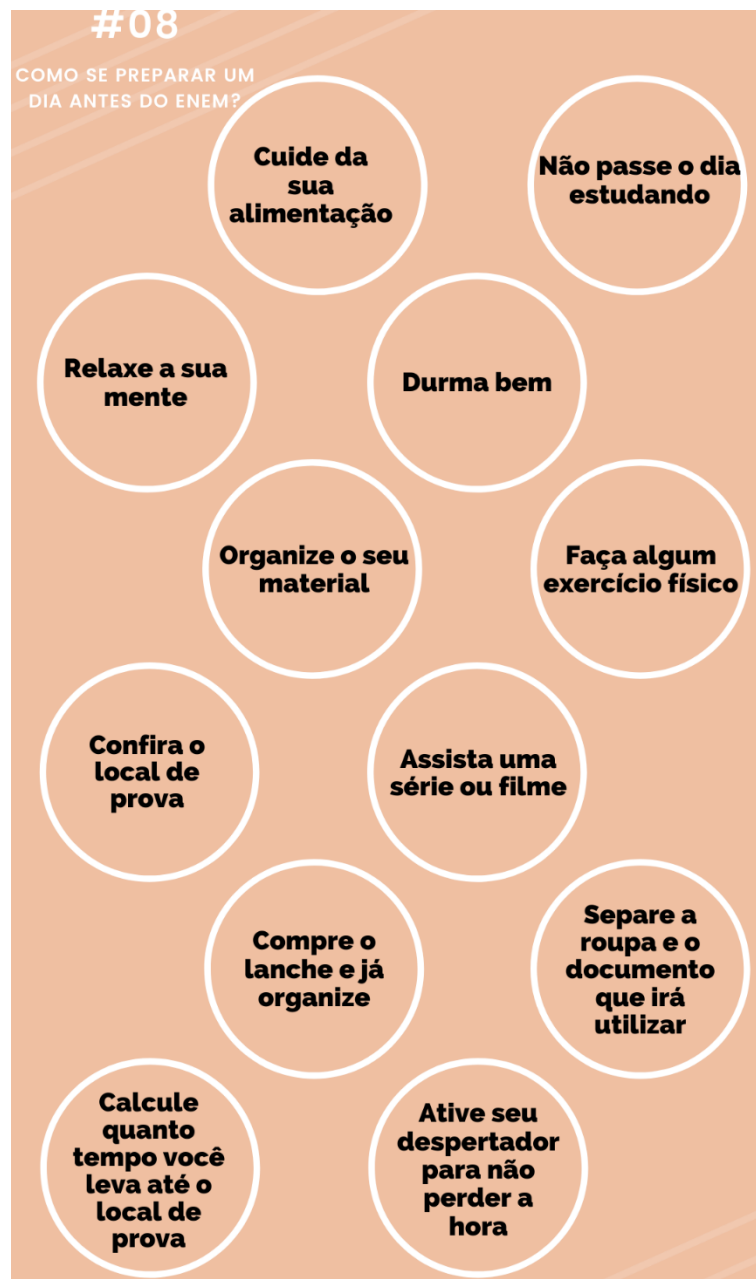 #08
COMO SE PREPARAR UM
DIA ANTES DO ENEM?
Cuide da
sua
alimentação
Não passe o dia
estudando
Relaxe a sua
mente
Durma bem
Organize o seu
material
Faça algum
exercício físico
Confira o
local de
prova
Assista uma
série ou filme
Compre o
lanche e já
organize
Separe a
roupa e o
documento
que irá
utilizar
Calcule
quanto
tempo você
leva até o
local de
prova
Ative seu
despertador
para não
perder a
hora